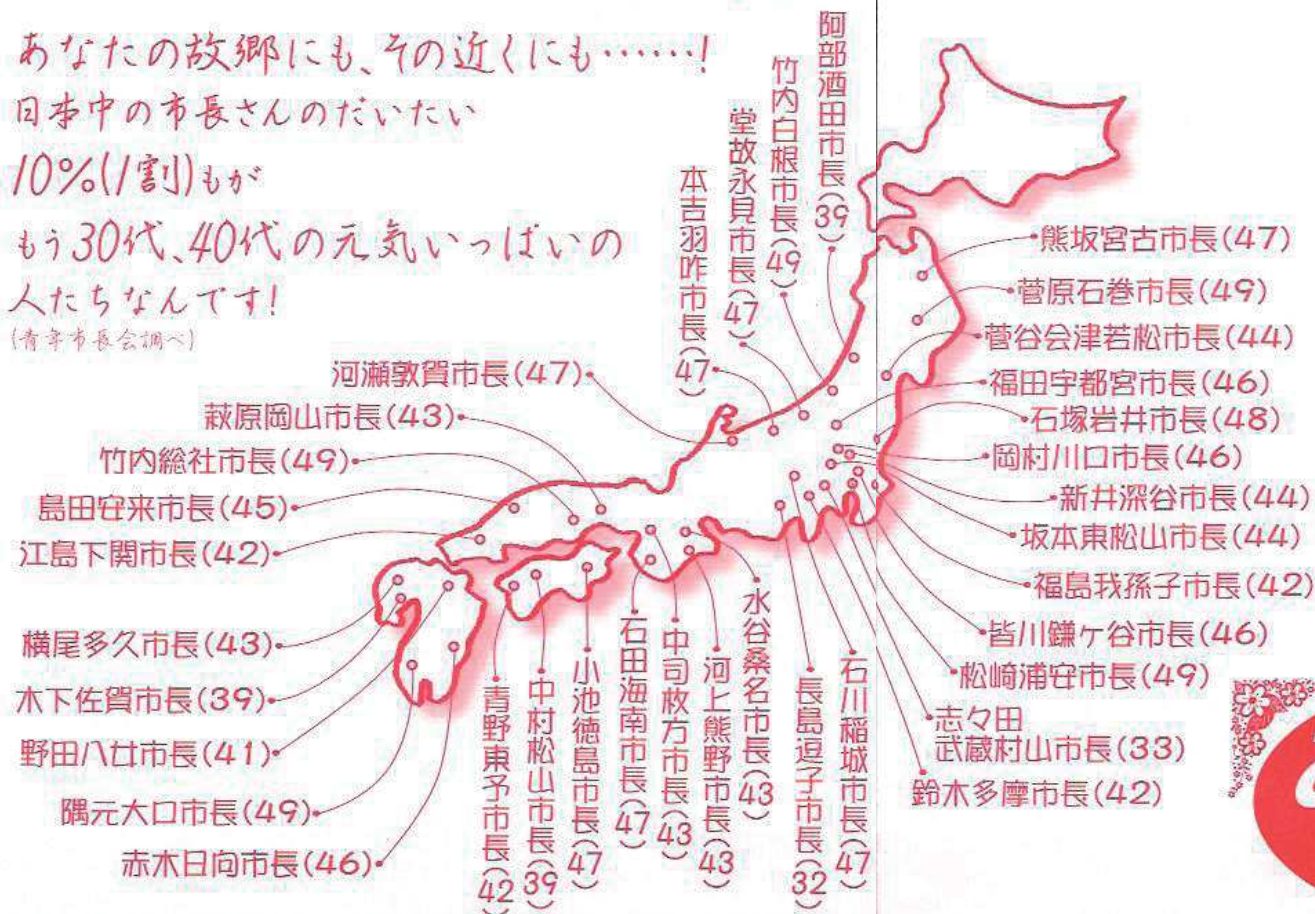 あなたの故郷にも、その近くにも……!
日本中の市長さんのだいたい
10%(1割)もが
もう30代、40代の元気いっぱいの
人たちなんです!
(青年市長会調べ)
阿部酒田市長(39)
竹内白根市長(49)
堂故氷見市長(47)
本吉羽咋市長(47)
河瀬敦賀市長(47)
萩原岡山市長(43)
竹内総社市長(49)
島田安来市長(45)
江島下関市長(42)
横尾多久市長(43)
木下佐賀市長(39)
野田八女市長(41)
隅元大口市長(49)
赤木日向市長(46)
熊坂宮古市長(47)
菅原石巻市長(49)
菅谷会津若松市長(44)
福田宇都宮市長(46)
石塚岩井市長(48)
岡村川口市長(46)
新井深谷市長(44)
坂本東松山市長(44)
福島我孫子市長(42)
皆川鎌ヶ谷市長(46)
松崎浦安市長(49)
志々田
武蔵村山市長(33)
鈴木多摩市長(42)
石川稲城市長(47)
長島逗子市長(32)
水谷桑名市長(43)
河上熊野市長(43)
中司枚方市長(43)
石田海南市長(47)
小池徳島市長(47)
中村松山市長(39)
青野東予市長(42)